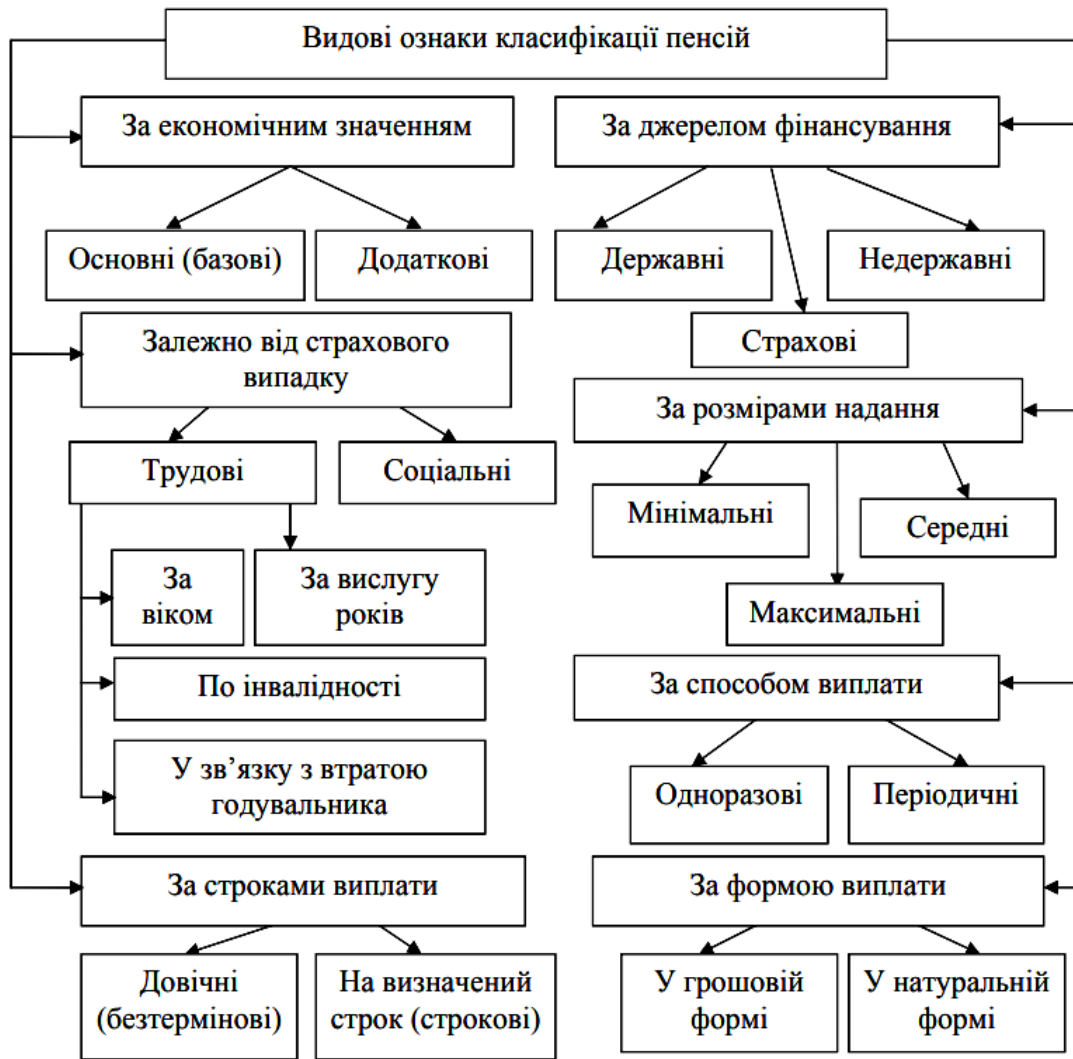 Видові ознаки класифікації пенсій
За економічним значенням
За джерелом фінансування
Основні (базові)
Додаткові
Державні
Недержавні
Страхові
Залежно від страхового
випадку
За розмірами надання
Трудові
Соціальні
Мінімальні
Середні
Максимальні
За
віком
За вислугу
років
По інвалідності
У зв’язку з втратою
годувальника
За способом виплати
Одноразові
Періодичні
За строками виплати
За формою виплати
Довічні
(безтермінові)
На визначений
строк (строкові)
У грошовій
формі
У натуральній
формі